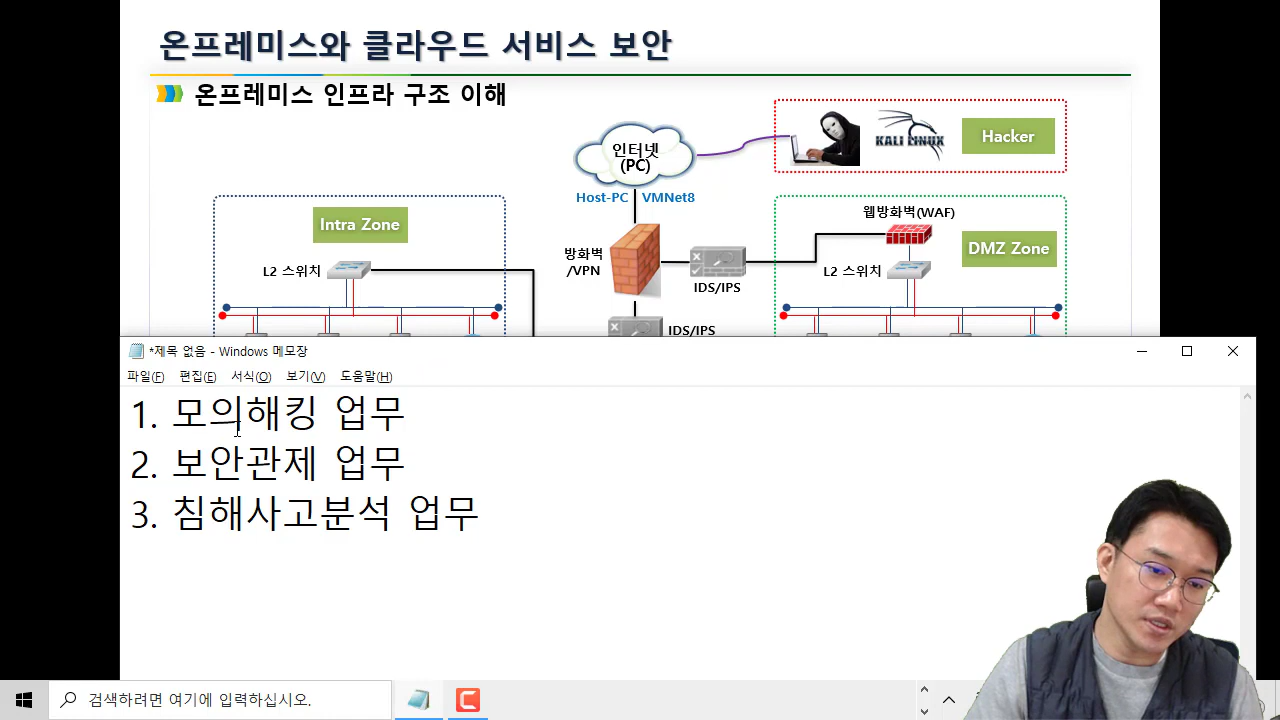 온프레미스와 클라우드 서비스 보안
온프레미스 인프라 구조 이해
인터넷
(PC)
KALI LINUX
Hacker
Host-PC
VMNet8
Intra Zone
웹방화벽(WAF)
DMZ Zone
방화벽
/VPN
L2 스위치
IDS/IPS
L2 스위치
IDS/IPS
*제목 없음 - Windows 메모장
파일(F) 편집(E) 서식(O) 보기(V) 도움말(H)
1. 모의해킹 업무
2. 보안관제 업무
3. 침해사고분석 업무
검색하려면 여기에 입력하십시오.